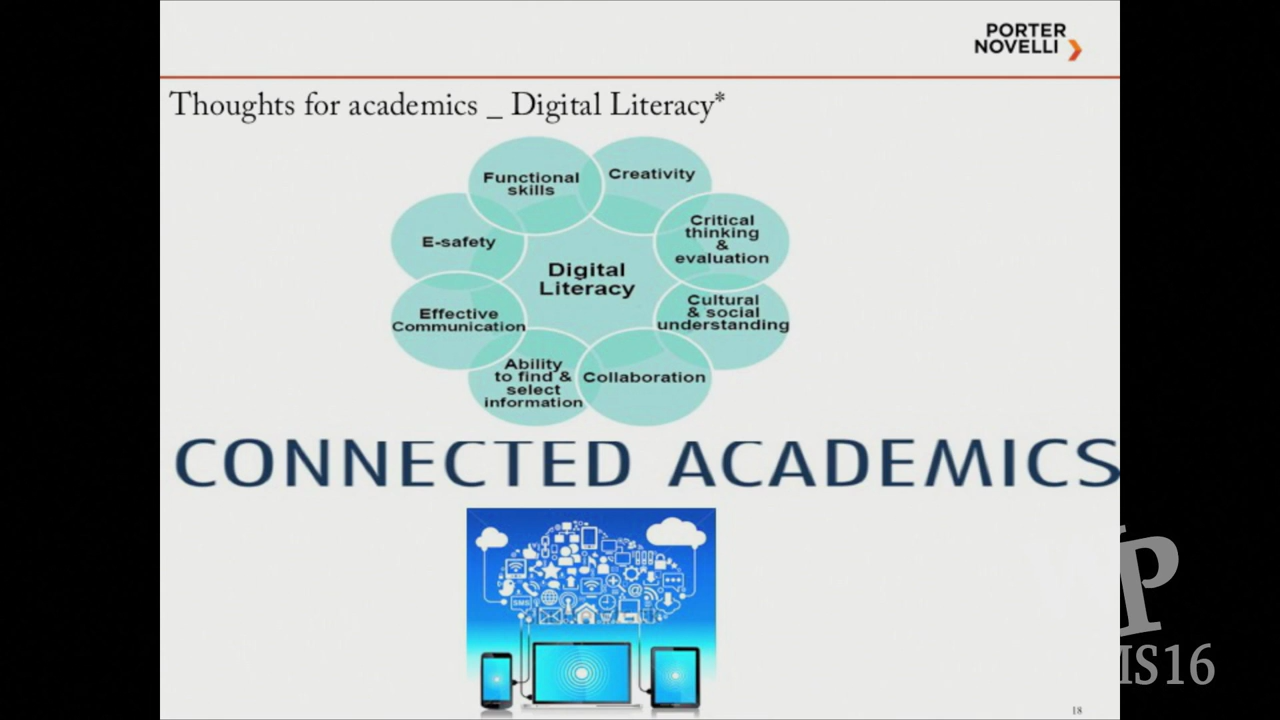 PORTER
NOVELLI
Thoughts for academics _ Digital Literacy*
Functional
skills
Creativity
Critical
thinking
&
evaluation
E-safety
Digital
Literacy
Cultural
& social
understanding
Effective
Communication
Ability
to find &
select
information
Collaboration
CONNECTED ACADEMICS
SMS
P
MS16
18